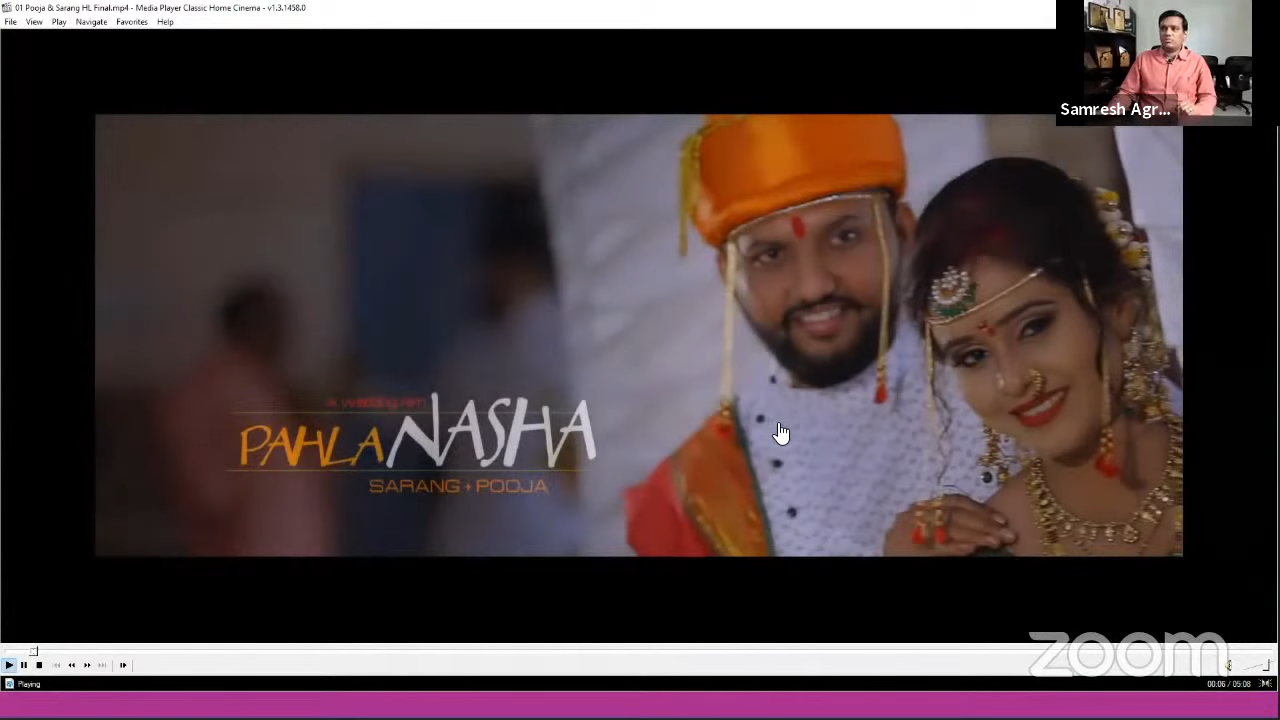 01 Pooja & Sarang HL Final.mp4 - Media Player Classic Home Cinema - v1.3.1458.0
File View Play Navigate Favorites Help
Samresh Agr...
A wedding film
PAHLA NASHA
SARANG + POOJA
zoom
Playing
00:06 / 05:08